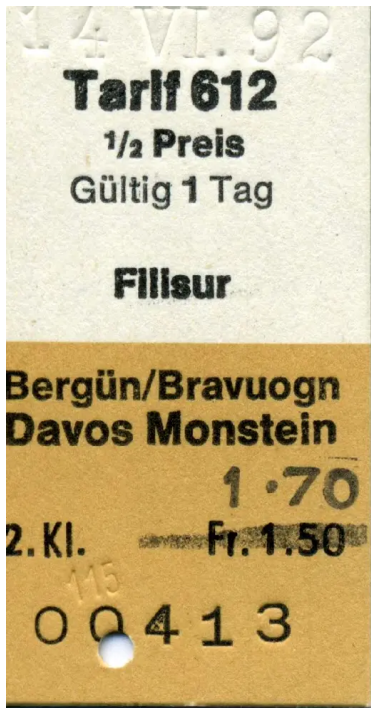 14 VI. 92
Tarif 612
1/2 Preis
Gültig 1 Tag
Filisur
Bergün/Bravuogn
Davos Monstein
1·70
2. Kl. Fr. 1.50
115
00413